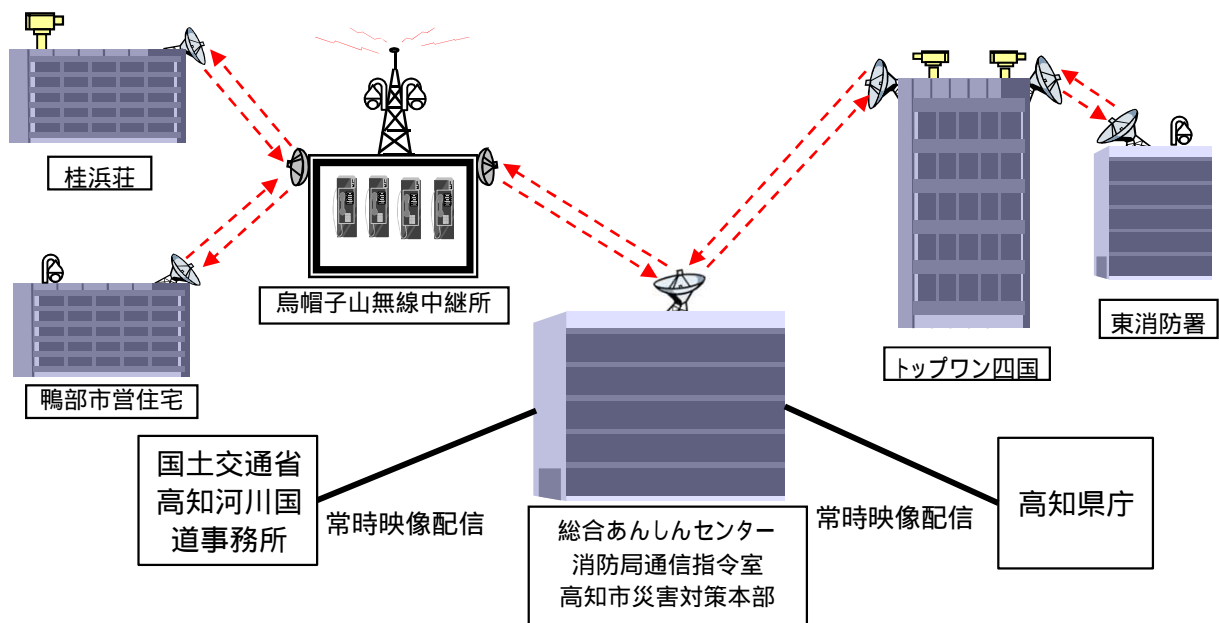 桂浜荘
烏帽子山無線中継所
東消防署
トップワン四国
鴨部市営住宅
国土交通省
高知河川国
道事務所
常時映像配信
総合あんしんセンター
消防局通信指令室
高知市災害対策本部
常時映像配信
高知県庁